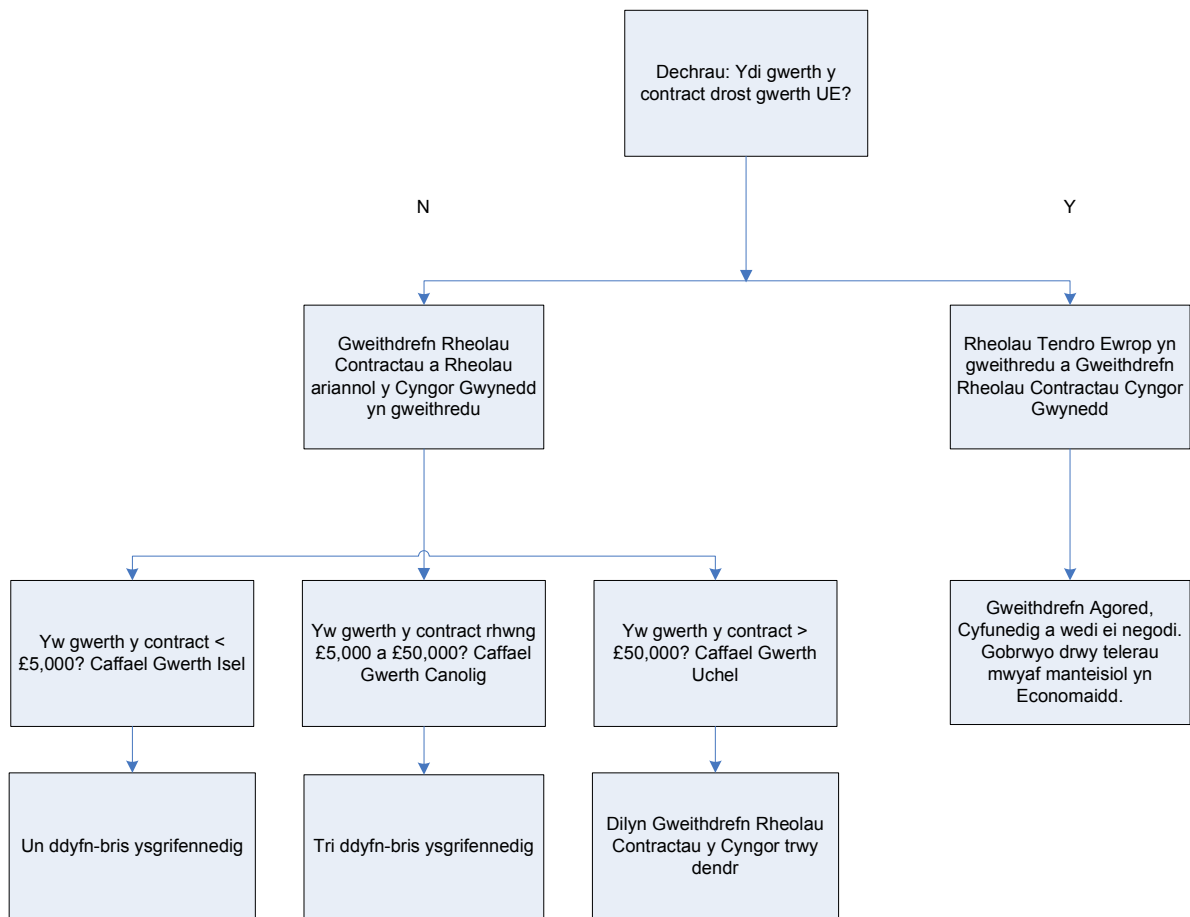 Dechrau: Ydi gwerth y
contract drost gwerth UE?
N
Y
Gweithdrefn Rheolau
Contractau a Rheolau
ariannol y Cyngor Gwynedd
yn gweithredu
Rheolau Tendro Ewrop yn
gweithredu a Gweithdrefn
Rheolau Contractau Cyngor
Gwynedd
Yw gwerth y contract <
£5,000? Caffael Gwerth Isel
Yw gwerth y contract rhwng
£5,000 a £50,000? Caffael
Gwerth Canolig
Yw gwerth y contract >
£50,000? Caffael Gwerth
Uchel
Gweithdrefn Agored,
Cyfunedig a wedi ei negodi.
Gobrwyo drwy telerau
mwyaf manteisiol yn
Economaidd.
Un ddyfn-bris ysgrifennedig
Tri ddyfn-bris ysgrifennedig
Dilyn Gweithdrefn Rheolau
Contractau y Cyngor trwy
dendr